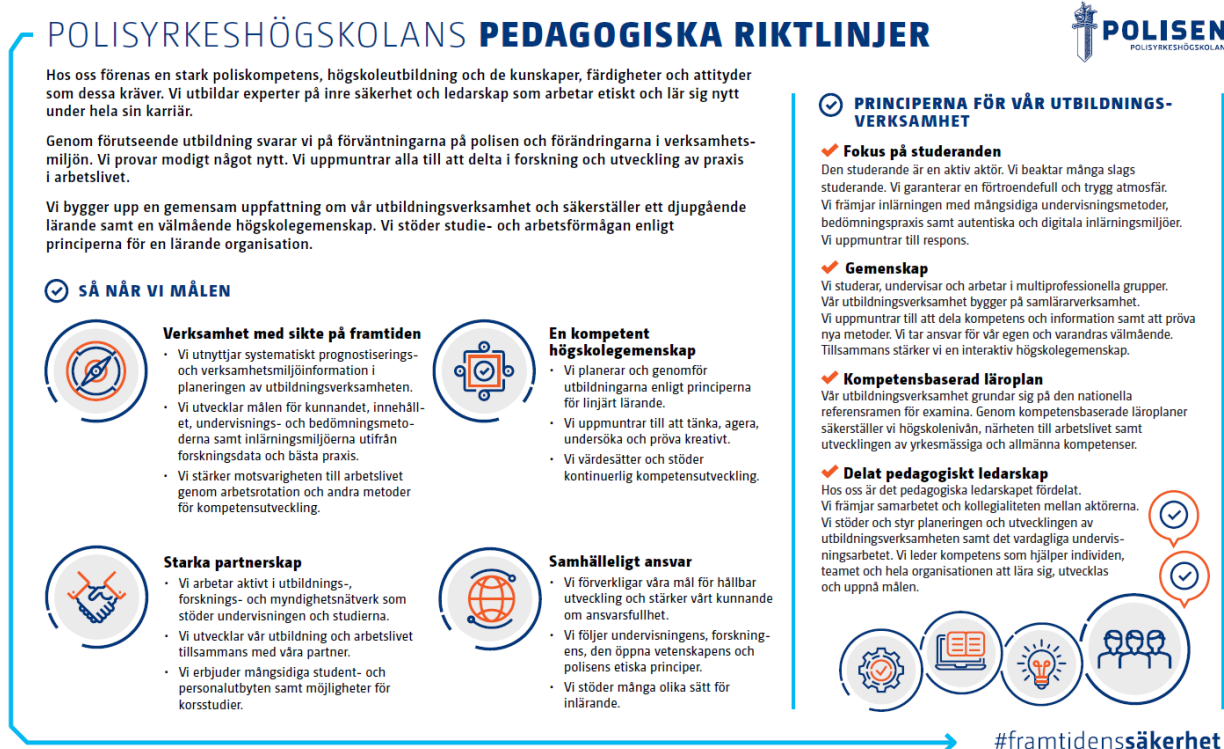 POLISYRKESHÖGSKOLANS PEDAGOGISKA RIKTLINJER
POLISEN
POLISYRKESHÖGSKOLAN
Hos oss förenas en stark poliskompetens, högskoleutbildning och de kunskaper, färdigheter och attityder
som dessa kräver. Vi utbildar experter på inre säkerhet och ledarskap som arbetar etiskt och lär sig nytt
under hela sin karriär.
Genom förutseende utbildning svarar vi på förväntningarna på polisen och förändringarna i verksamhets-
miljön. Vi provar modigt något nytt. Vi uppmuntrar alla till att delta i forskning och utveckling av praxis
i arbetslivet.
Vi bygger upp en gemensam uppfattning om vår utbildningsverksamhet och säkerställer ett djupgående
lärande samt en välmående högskolegemenskap. Vi stöder studie- och arbetsförmågan enligt
principerna för en lärande organisation.
SÅ NÅR VI MÅLEN
Verksamhet med sikte på framtiden
· Vi utnyttjar systematiskt prognostiserings-
och verksamhetsmiljöinformation i
planeringen av utbildningsverksamheten.
· Vi utvecklar målen för kunnandet, innehåll-
et, undervisnings- och bedömningsmeto-
derna samt inlärningsmiljöerna utifrån
forskningsdata och bästa praxis.
· Vi stärker motsvarigheten till arbetslivet
genom arbetsrotation och andra metoder
för kompetensutveckling.
En kompetent
högskolegemenskap
· Vi planerar och genomför
utbildningarna enligt principerna
för linjärt lärande.
· Vi uppmuntrar till att tänka, agera,
undersöka och pröva kreativt.
· Vi värdesätter och stöder
kontinuerlig kompetensutveckling.
Starka partnerskap
· Vi arbetar aktivt i utbildnings-,
forsknings- och myndighetsnätverk som
stöder undervisningen och studierna.
· Vi utvecklar vår utbildning och arbetslivet
tillsammans med våra partner.
· Vi erbjuder mångsidiga student- och
personalutbyten samt möjligheter för
korsstudier.
Samhälleligt ansvar
· Vi förverkligar våra mål för hållbar
utveckling och stärker vårt kunnande
om ansvarsfullhet.
· Vi följer undervisningens, forskning-
ens, den öppna vetenskapens och
polisens etiska principer.
· Vi stöder många olika sätt för
inlärande.
PRINCIPERNA FÖR VÅR UTBILDNINGS-
VERKSAMHET
Fokus på studeranden
Den studerande är en aktiv aktör. Vi beaktar många slags
studerande. Vi garanterar en förtroendefull och trygg atmosfär.
Vi främjar inlärningen med mångsidiga undervisningsmetoder,
bedömningspraxis samt autentiska och digitala inlärningsmiljöer.
Vi uppmuntrar till respons.
Gemenskap
Vi studerar, undervisar och arbetar i multiprofessionella grupper.
Vår utbildningsverksamhet bygger på samlärarverksamhet.
Vi uppmuntrar till att dela kompetens och information samt att pröva
nya metoder. Vi tar ansvar för vår egen och varandras välmående.
Tillsammans stärker vi en interaktiv högskolegemenskap.
Kompetensbaserad läroplan
Vår utbildningsverksamhet grundar sig på den nationella
referensramen för examina. Genom kompetensbaserade läroplaner
säkerställer vi högskolenivån, närheten till arbetslivet samt
utvecklingen av yrkesmässiga och allmänna kompetenser.
Delat pedagogiskt ledarskap
Hos oss är det pedagogiska ledarskapet fördelat.
Vi främjar samarbetet och kollegialiteten mellan aktörerna.
Vi stöder och styr planeringen och utvecklingen av
utbildningsverksamheten samt det vardagliga undervis-
ningsarbetet. Vi leder kompetens som hjälper individen,
teamet och hela organisationen att lära sig, utvecklas
och uppnå målen.
#framtidenssäkerhet